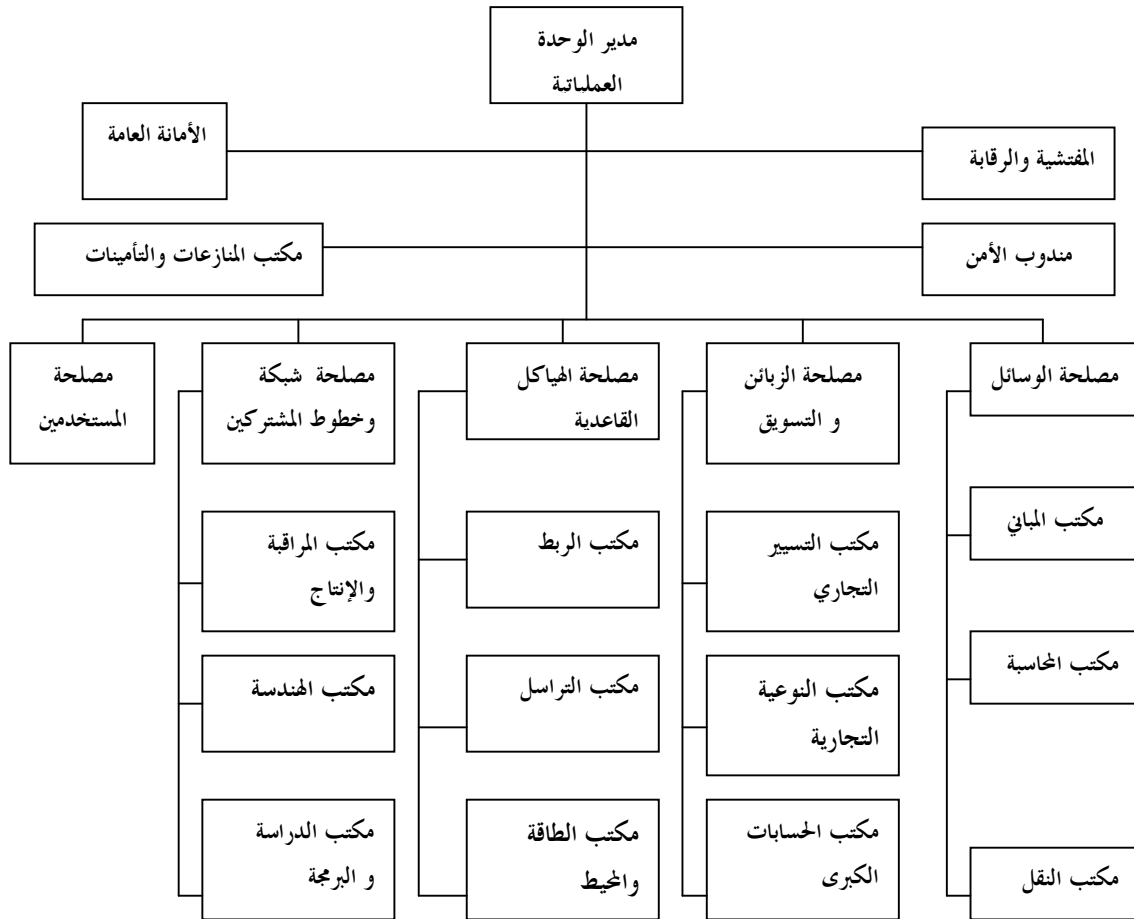 مدير الوحدة
العملياتية
الأمانة العامة
المفتشية والرقابة
مكتب المنازعات والتأمينات
مندوب الأمن
مصلحة الوسائل
مصلحة الزبائن
و التسويق
مصلحة الهياكل
القاعدية
مصلحة شبكة
وخطوط المشتركين
مصلحة
المستخدمين
مكتب المباني
مكتب التسيير
التجاري
مكتب الربط
مكتب المراقبة
والإنتاج
مكتب المحاسبة
مكتب النوعية
التجارية
مكتب التراسل
مكتب الهندسة
مكتب النقل
مكتب الحسابات
الكبرى
مكتب الطاقة
والمحيط
مكتب الدراسة
و البرمجة